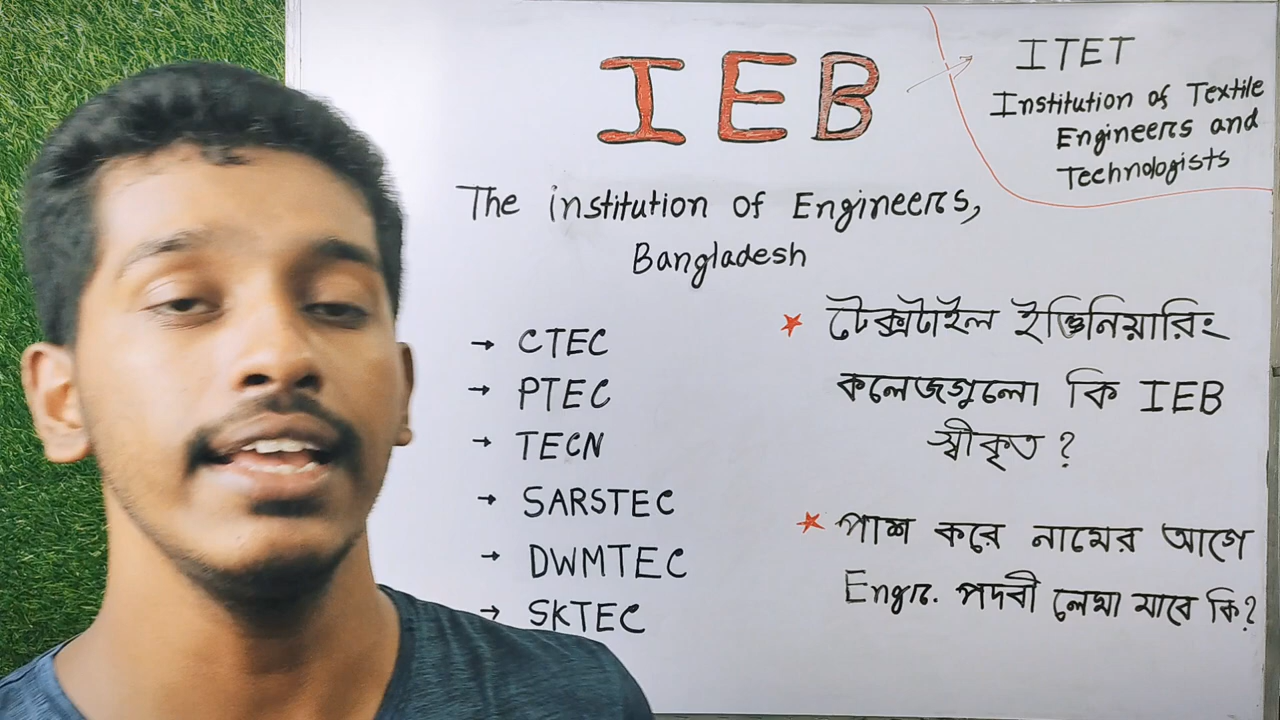 IEB
The institution of Engineers,
Bangladesh
ITET
Institution of Textile
Engineers and
Technologists
→ CTEC
→ PTEC
→ TECN
→ SARSTEC
→ DWMTEC
→ SKTEC
★ টেক্সটাইল ইঞ্জিনিয়ারিং
কলেজগুলো কি IEB
স্বীকৃত ?
★ পাশ করে নামের আগে
Engr. পদবী লেখা যাবে কি?